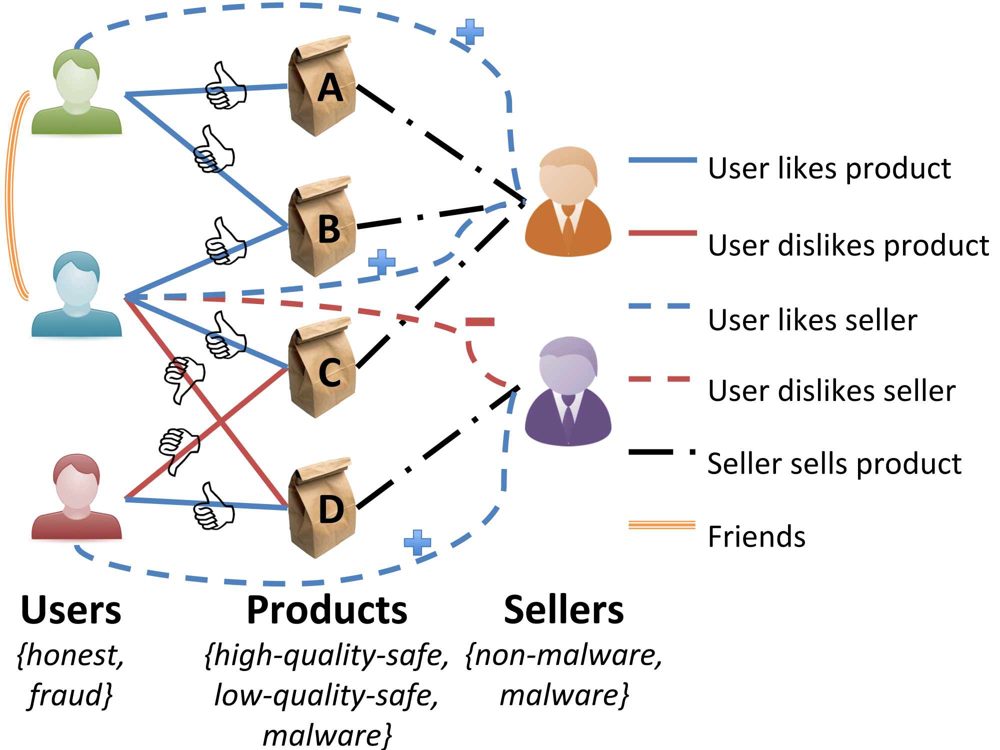 A
B
C
D
User likes product
User dislikes product
User likes seller
User dislikes seller
Seller sells product
Friends
Users
{honest,
fraud}
Products
{high-quality-safe,
low-quality-safe,
malware}
Sellers
{non-malware,
malware}